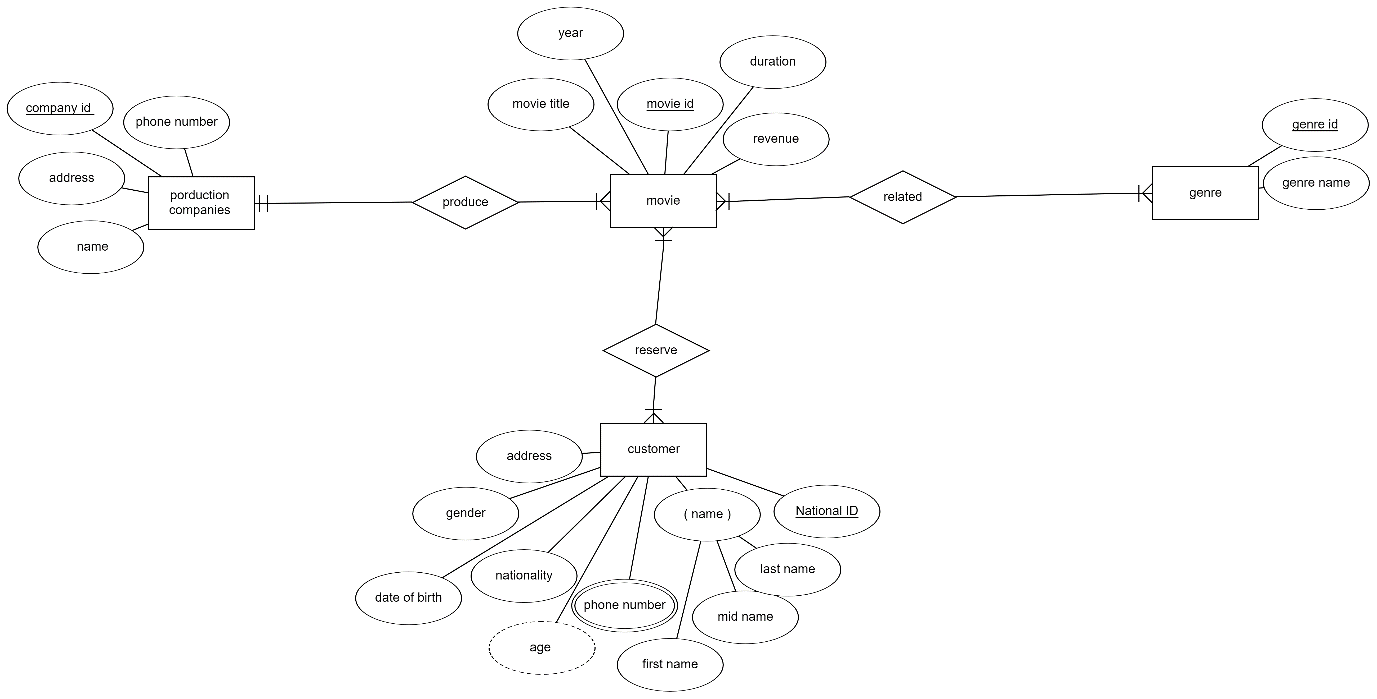 year
duration
movie title
movie id
revenue
company id
phone number
address
name
porduction
companies
produce
movie
related
genre
genre id
genre name
reserve
customer
address
gender
date of birth
nationality
age
phone number
( name )
first name
mid name
last name
National ID